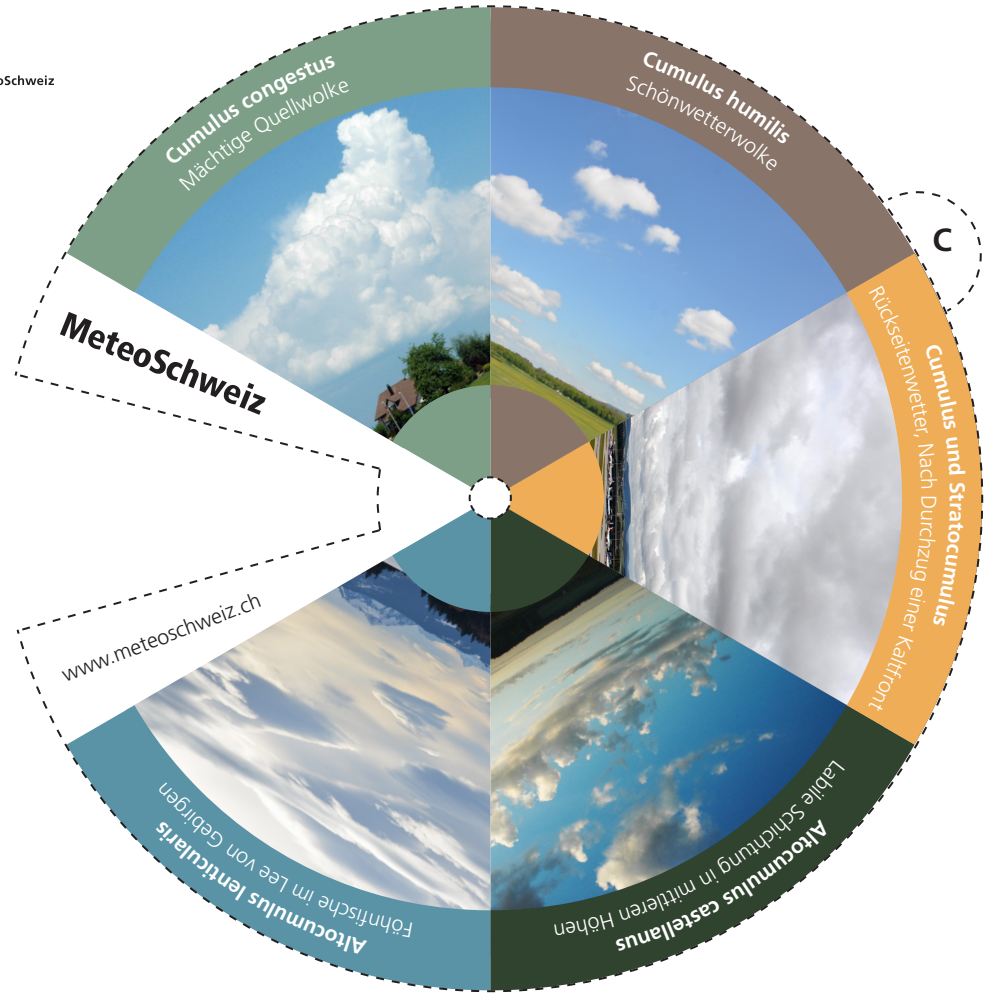 oSchweiz
Cumulus congestus
Mächtige Quellwolke
Cumulus humilis
Schönwetterwolke
C
Cumulus und Stratocumulus
Rückseitenwetter, Nach Durchzug einer Kaltfront
Altocumulus castellanus
Labile Schichtung in mittleren Höhen
Altocumulus lenticularis
Föhnfische im Lee von Gebirgen
www.meteoschweiz.ch
MeteoSchweiz